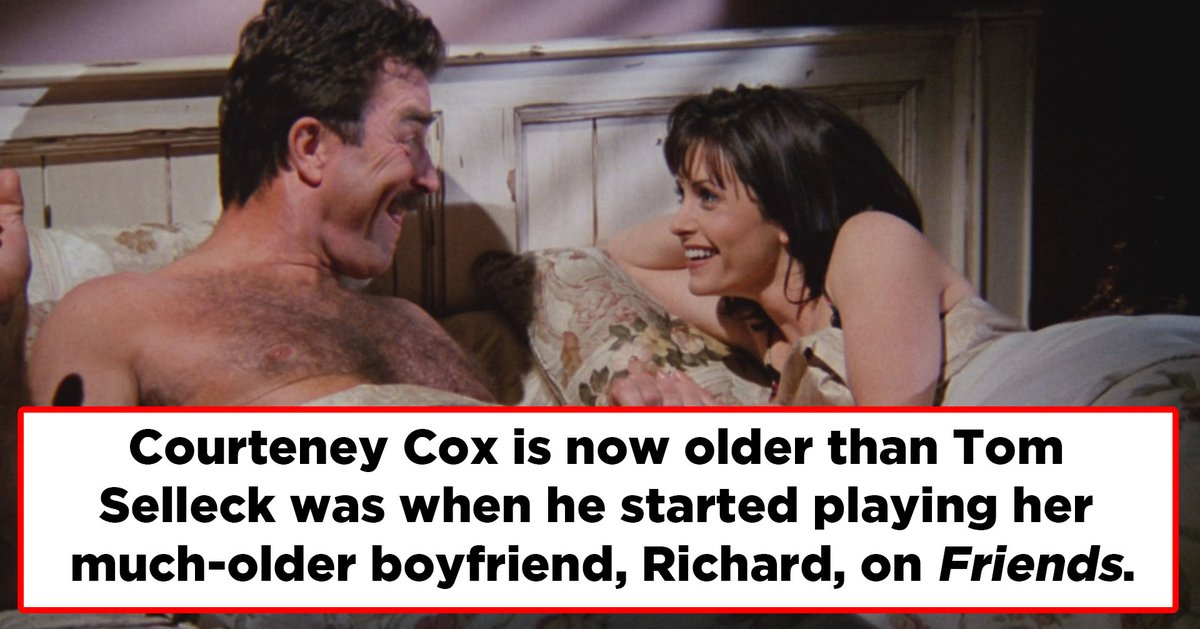 Courteney Cox is now older than Tom
Selleck was when he started playing her
much-older boyfriend, Richard, on Friends.